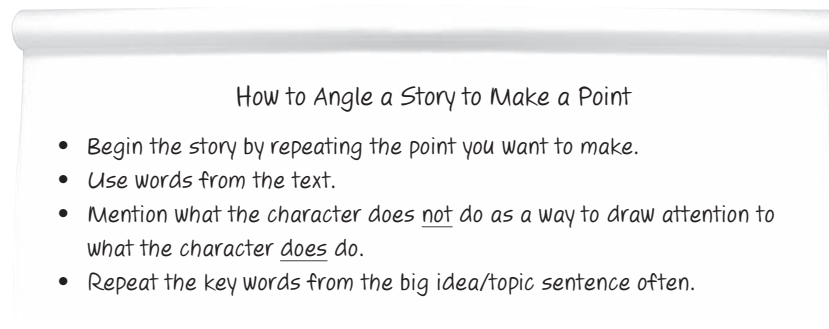 How to Angle a Story to Make a Point
• Begin the story by repeating the point you want to make.
• Use words from the text.
• Mention what the character does not do as a way to draw attention to
what the character does do.
• Repeat the key words from the big idea/topic sentence often.